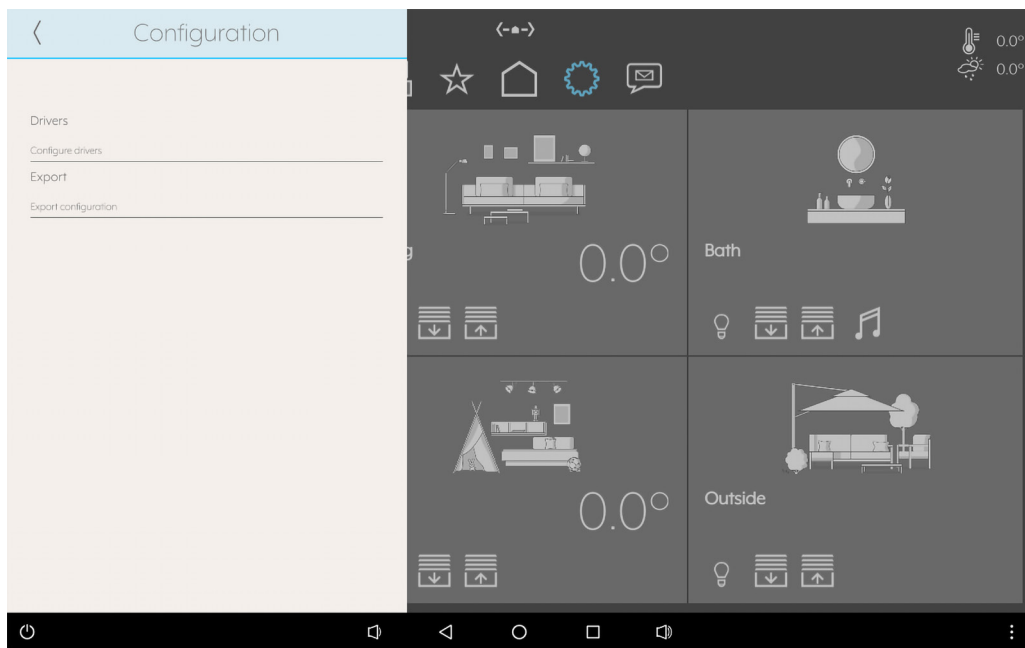 Configuration
0.0°
0.0°
Drivers
Configure drivers
Export
Export configuration
0.0°
Bath
0.0°
Outside